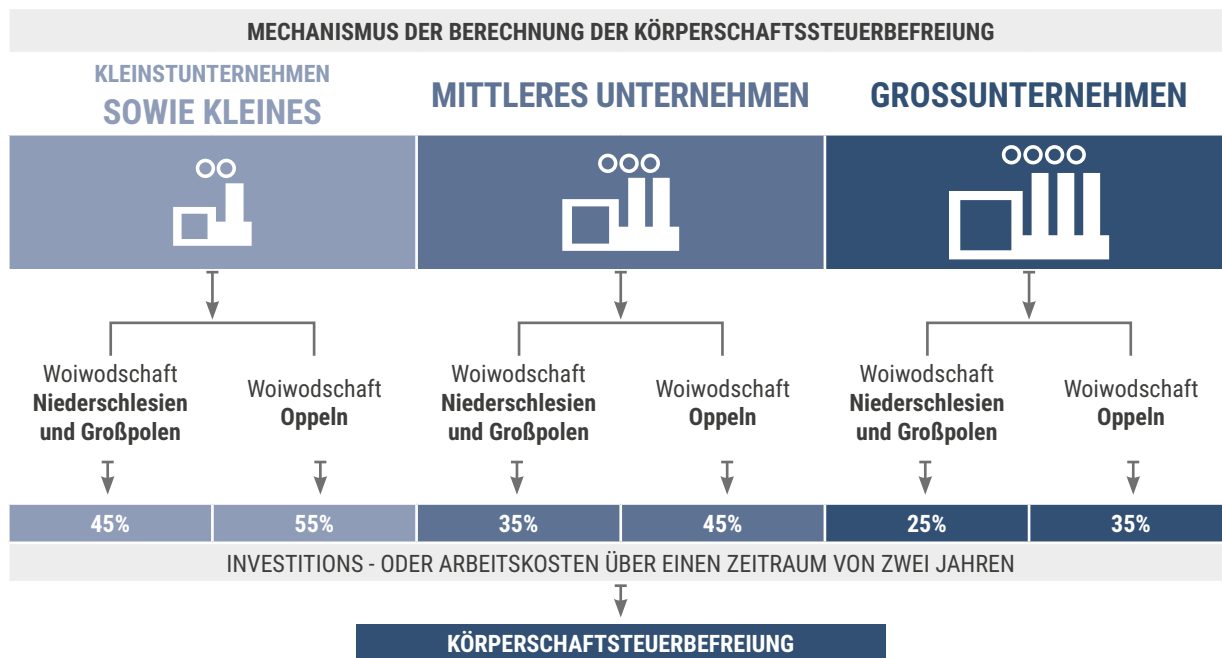 MECHANISMUS DER BERECHNUNG DER KÖRPERSCHAFTSSTEUERBEFREIUNG
KLEINSTUNTERNEHMEN
SOWIE KLEINES
MITTLERES UNTERNEHMEN
GROSSUNTERNEHMEN
Woiwodschaft
Niederschlesien
und Großpolen
Woiwodschaft
Oppeln
Woiwodschaft
Niederschlesien
und Großpolen
Woiwodschaft
Oppeln
Woiwodschaft
Niederschlesien
und Großpolen
Woiwodschaft
Oppeln
45%
55%
35%
45%
25%
35%
INVESTITIONS - ODER ARBEITSKOSTEN ÜBER EINEN ZEITRAUM VON ZWEI JAHREN
KÖRPERSCHAFTSTEUERBEFREIUNG